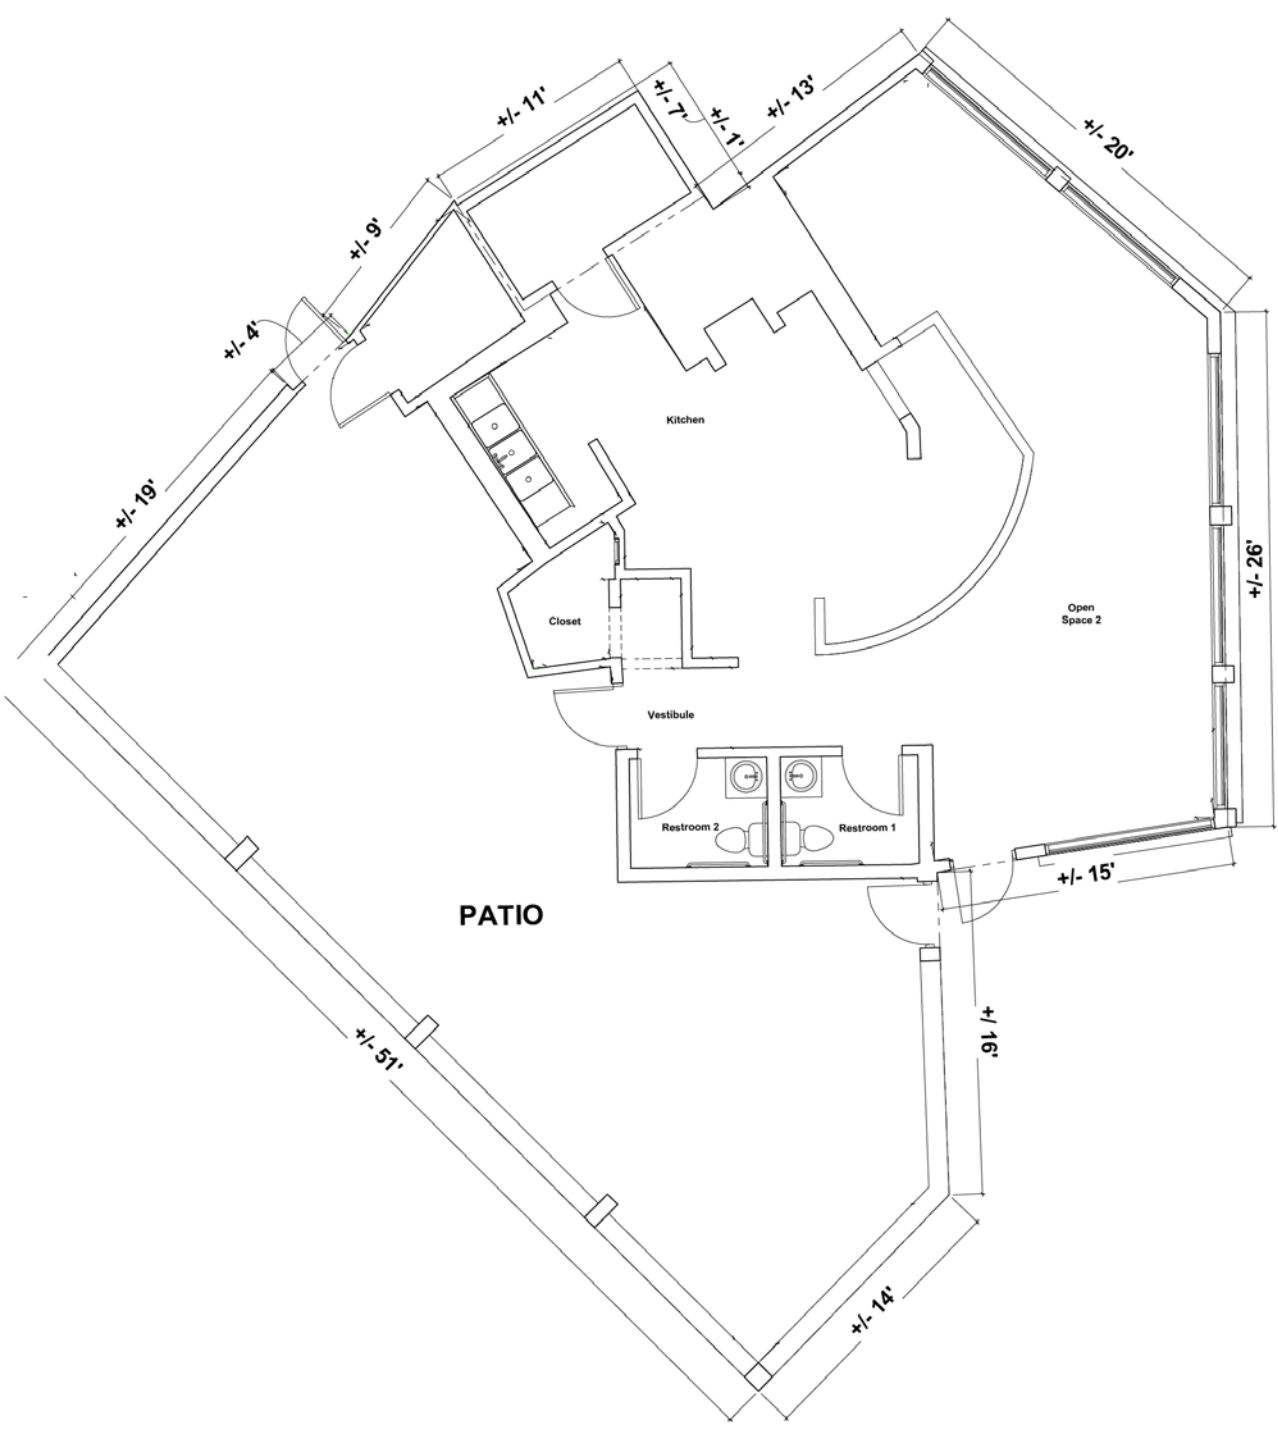 +/- 11'
+/- 7'
+/- 1'
+/- 13'
+/- 20'
+/- 9'
+/- 4'
+/- 19'
Kitchen
+/- 26'
Open
Space 2
Closet
Vestibule
Restroom 2
Restroom 1
+/- 15'
PATIO
+/ 16'
+/- 51'
+/- 14'